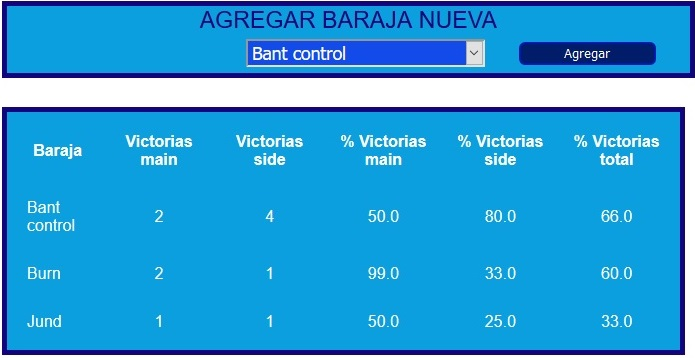 AGREGAR BARAJA NUEVA
Bant control Agregar
Baraja Victorias main Victorias side % Victorias main % Victorias side % Victorias total
Bant control 2 4 50.0 80.0 66.0
Burn 2 1 99.0 33.0 60.0
Jund 1 1 50.0 25.0 33.0